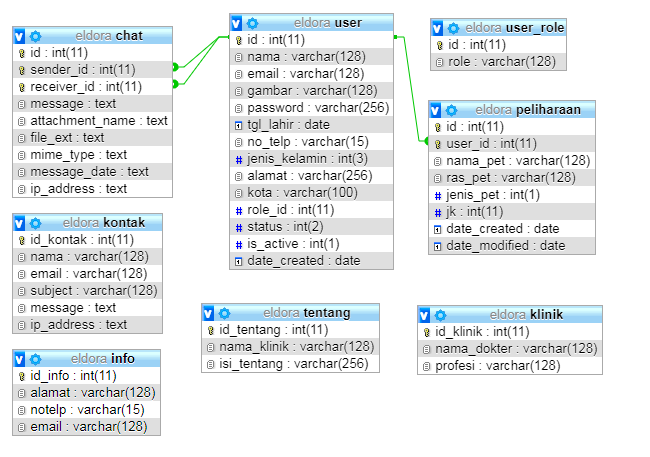 eldora chat
id : int(11)
sender_id : int(11)
receiver_id : int(11)
message : text
attachment_name : text
file_ext : text
mime_type : text
message_date : text
ip_address : text
eldora user
id : int(11)
nama : varchar(128)
email : varchar(128)
gambar : varchar(128)
password : varchar(256)
tgl_lahir : date
no_telp : varchar(15)
jenis_kelamin : int(3)
alamat : varchar(256)
kota : varchar(100)
role_id : int(11)
status : int(2)
is_active : int(1)
date_created : date
eldora user_role
id : int(11)
role : varchar(128)
eldora peliharaan
id : int(11)
user_id : int(11)
nama_pet : varchar(128)
ras_pet : varchar(128)
jenis_pet : int(1)
jk : int(11)
date_created : date
date_modified : date
eldora kontak
id_kontak : int(11)
nama : varchar(128)
email : varchar(128)
subject : varchar(128)
message : text
ip_address : text
eldora tentang
id_tentang : int(11)
nama_klinik : varchar(128)
isi_tentang : varchar(256)
eldora klinik
id_klinik : int(11)
nama_dokter : varchar(128)
profesi : varchar(128)
eldora info
id_info : int(11)
alamat : varchar(128)
notelp : varchar(15)
email : varchar(128)